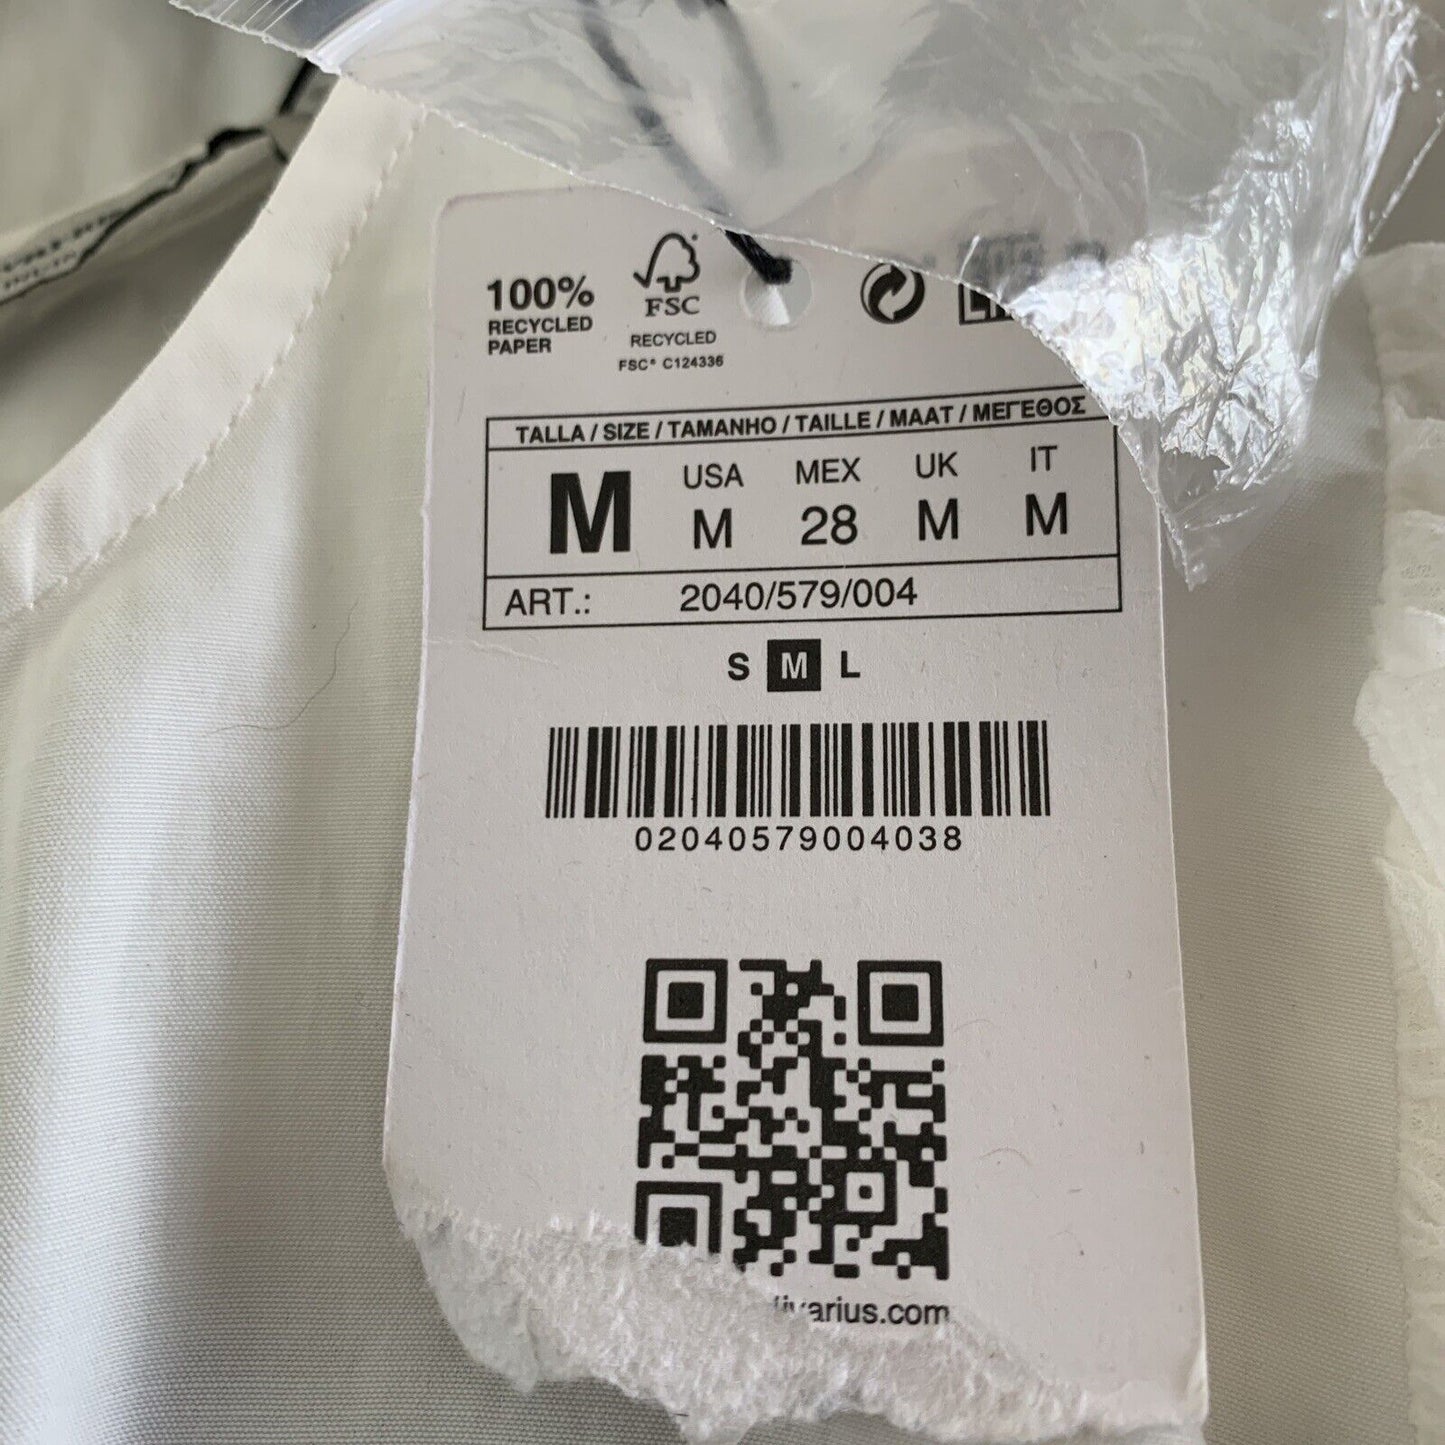 100%
RECYCLED
PAPER
FSC
RECYCLED
FSC® C124336
TALLA / SIZE / TAMANHO / TAILLE / MAAT / ΜΕΓΕΘΟΣ
M USA MEX UK IT
M 28 M M
ART.: 2040/579/004
S M L
02040579004038
livarius.com